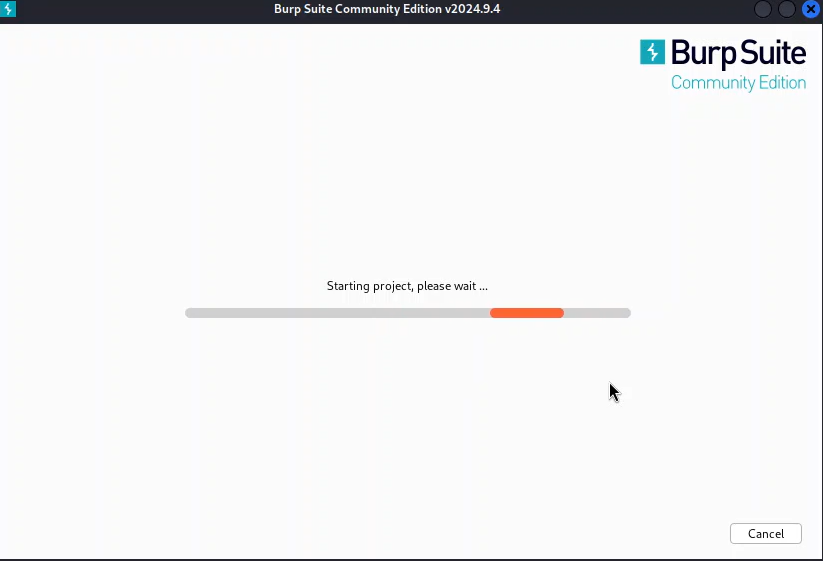 Burp Suite Community Edition v2024.9.4
Burp Suite
Community Edition
Starting project, please wait ...
Cancel